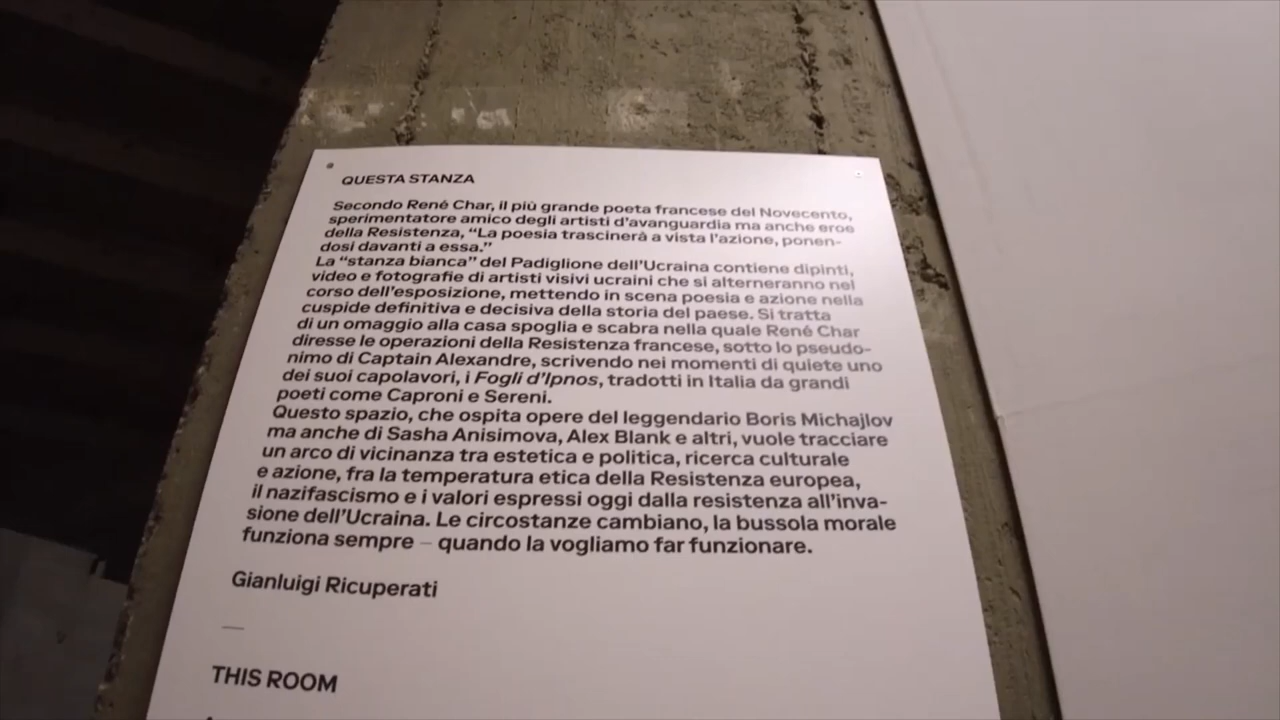 QUESTA STANZA
Secondo René Char, il più grande poeta francese del Novecento,
sperimentatore amico degli artisti d'avanguardia ma anche eroe
della Resistenza, “La poesia trascinerà a vista l'azione, ponen-
dosi davanti a essa.”
La “stanza bianca” del Padiglione dell'Ucraina contiene dipinti,
video e fotografie di artisti visivi ucraini che si alterneranno nel
corso dell'esposizione, mettendo in scena poesia e azione nella
cuspide definitiva e decisiva della storia del paese. Si tratta
di un omaggio alla casa spoglia e scabra nella quale René Char
diresse le operazioni della Resistenza francese, sotto lo pseudo-
nimo di Captain Alexandre, scrivendo nei momenti di quiete uno
dei suoi capolavori, i Fogli d'Ipnos, tradotti in Italia da grandi
poeti come Caproni e Sereni.
Questo spazio, che ospita opere del leggendario Boris Michajlov
ma anche di Sasha Anisimova, Alex Blank e altri, vuole tracciare
un arco di vicinanza tra estetica e politica, ricerca culturale
e azione, fra la temperatura etica della Resistenza europea,
il nazifascismo e i valori espressi oggi dalla resistenza all'inva-
sione dell'Ucraina. Le circostanze cambiano, la bussola morale
funziona sempre – quando la vogliamo far funzionare.
Gianluigi Ricuperati
—
THIS ROOM